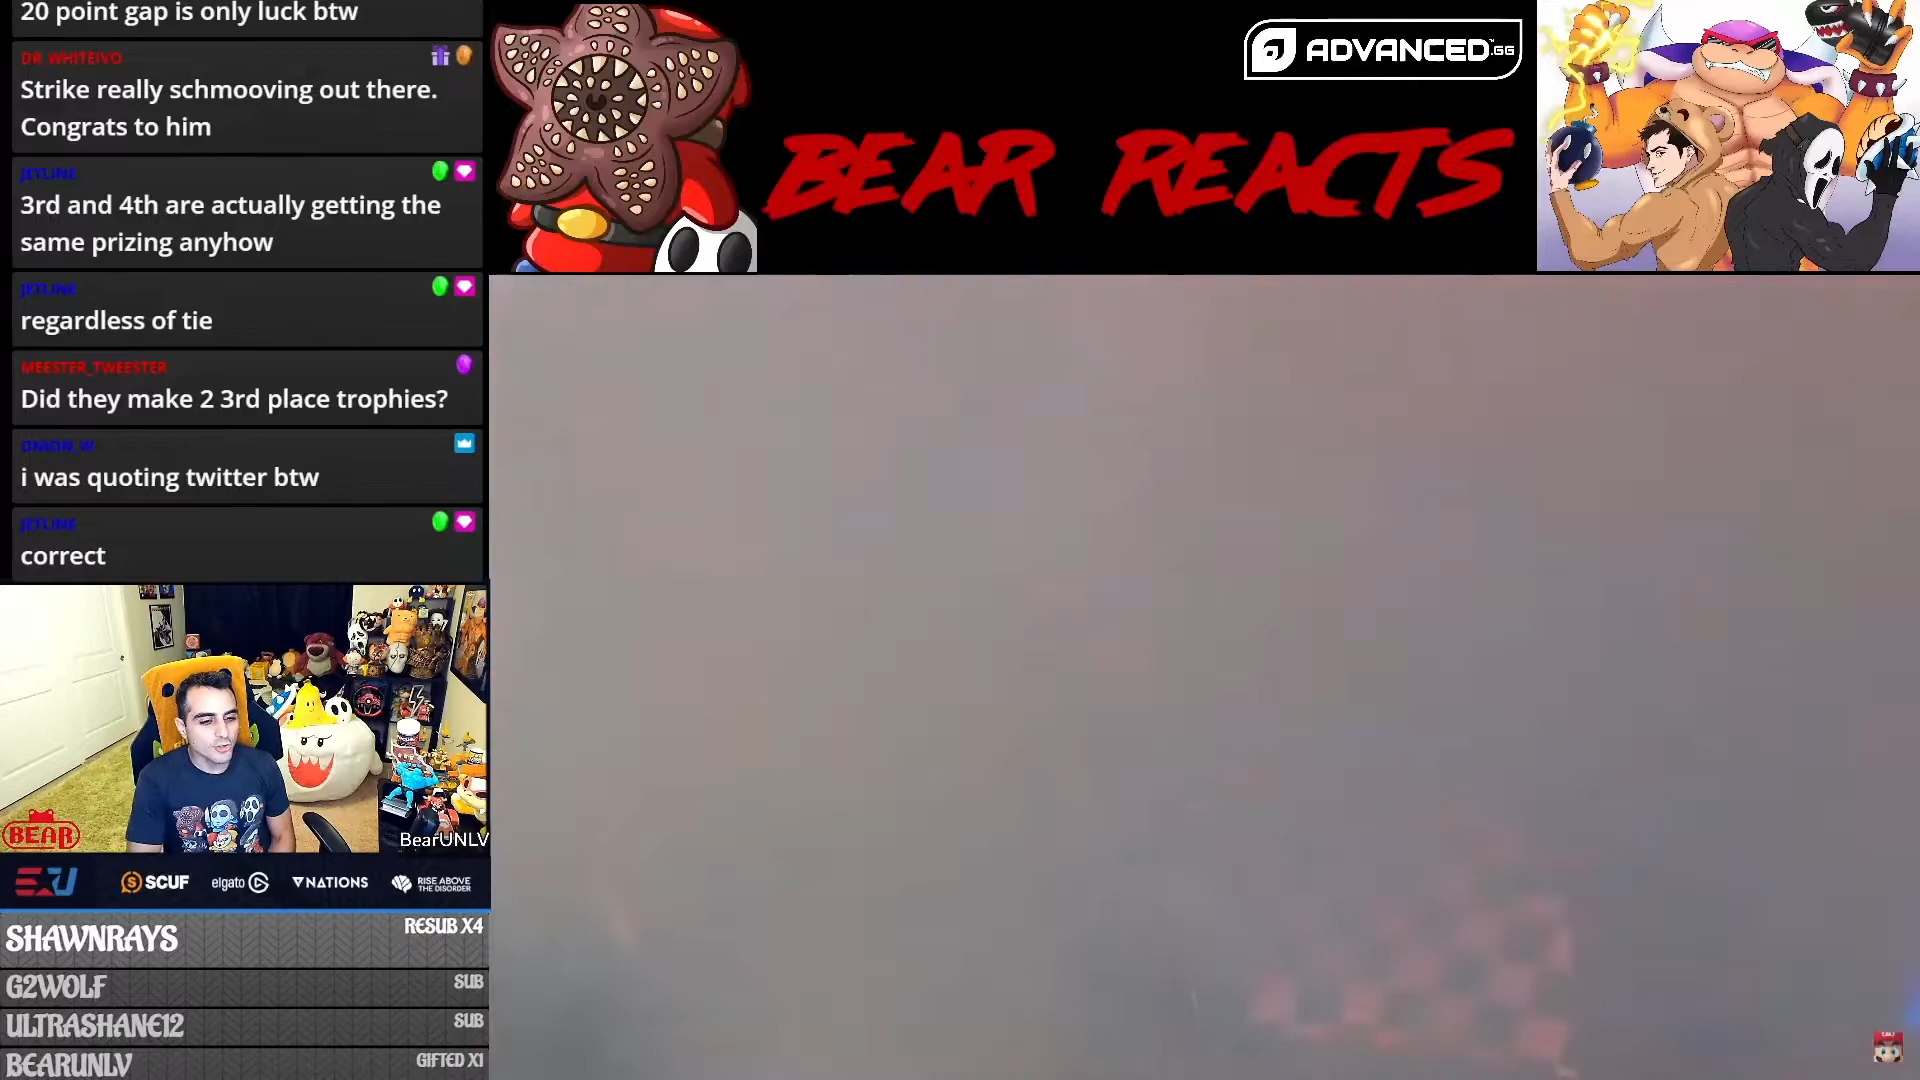 20 point gap is only luck btw
DR_WHITEIVO
Strike really schmooving out there.
Congrats to him
JETLINE
3rd and 4th are actually getting the
same prizing anyhow
JETLINE
regardless of tie
MEESTER_TWEESTER
Did they make 2 3rd place trophies?
i was quoting twitter btw
JETLINE
correct
ADVANCED.GG
BEAR REACTS
BEAR
BearUNLV
EXU
SCUF
elgato
NATIONS
RISE ABOVE
THE DISORDER
SHAWNRAYS
RESUB X4
G2WOLF
SUB
ULTRASHANE12
SUB
BEARUNLV
GIFTED X1